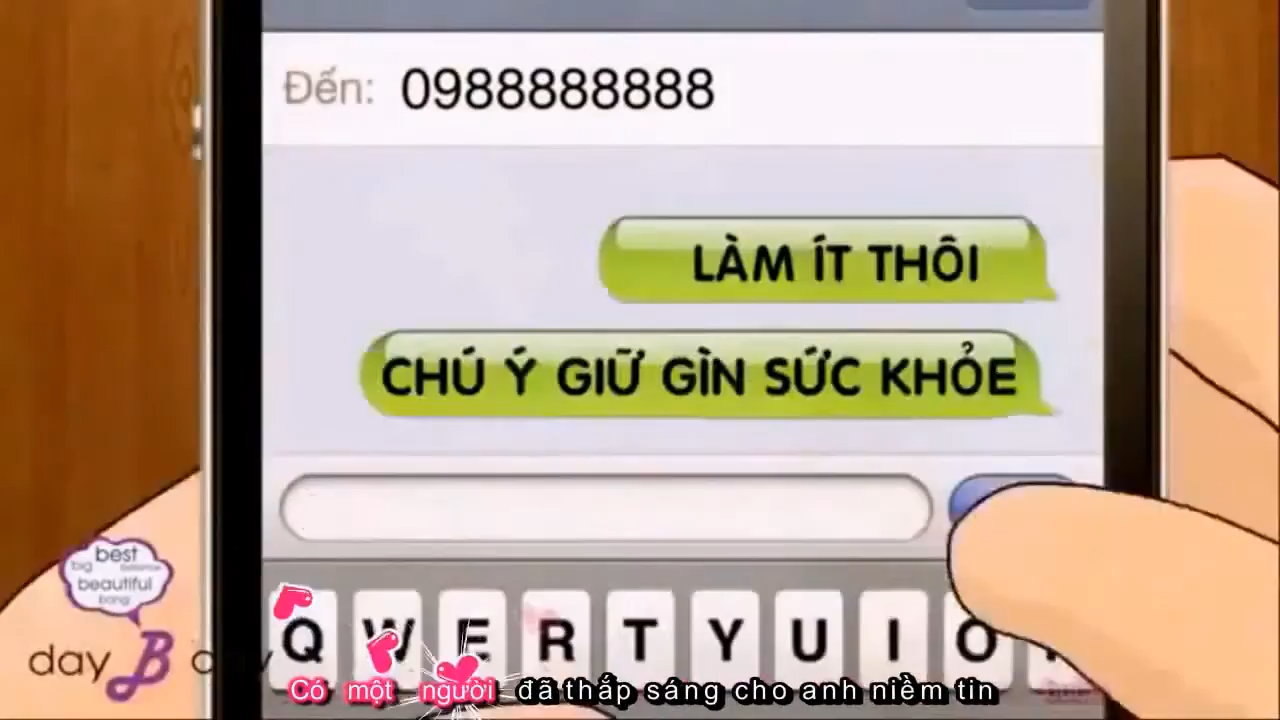 Đến: 0988888888
LÀM ÍT THÔI
CHÚ Ý GIỮ GÌN SỨC KHỎE
best
big
beautiful
bang
day B
Q W E R T Y U I O
Có một người đã thắp sáng cho anh niềm tin